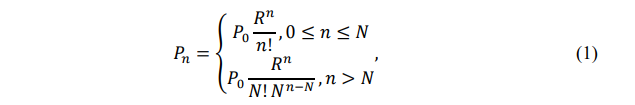 P_n = { P_0 R^n / n!, 0 ≤ n ≤ N
P_0 R^n / (N! N^{n−N}), n > N , (1)